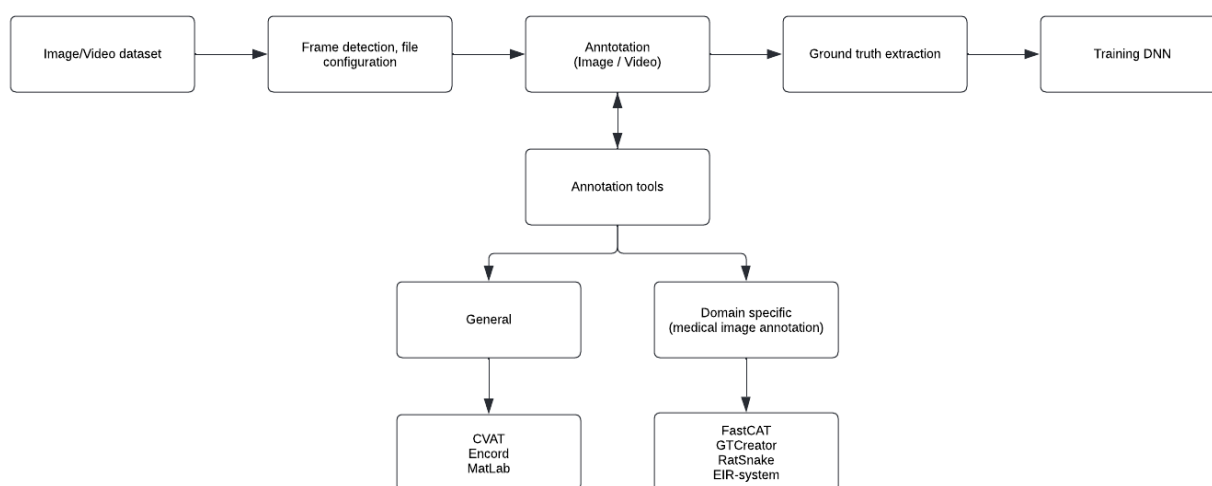 Image/Video dataset
Frame detection, file
configuration
Anntotation
(Image / Video)
Ground truth extraction
Training DNN
Annotation tools
General
Domain specific
(medical image annotation)
CVAT
Encord
MatLab
FastCAT
GTCreator
RatSnake
EIR-system